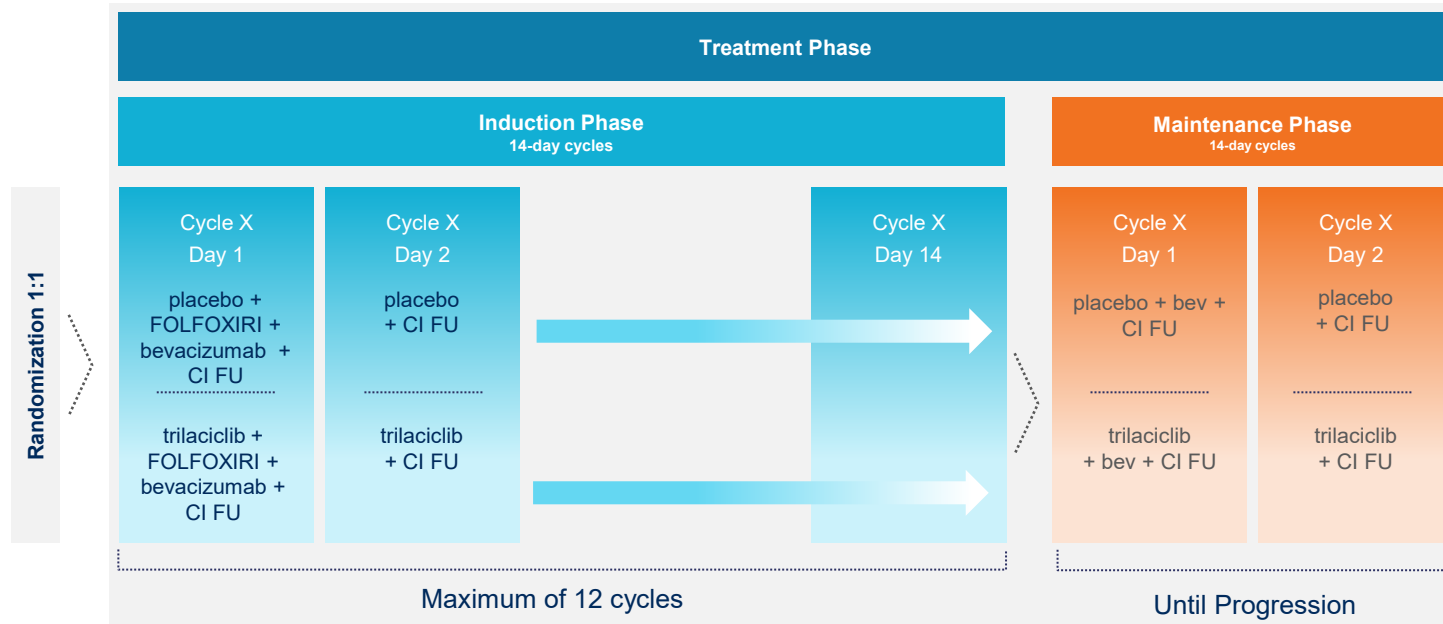 Treatment Phase
Induction Phase
14-day cycles
Maintenance Phase
14-day cycles
Randomization 1:1
Cycle X
Day 1
placebo +
FOLFOXIRI +
bevacizumab +
CI FU
trilaciclib +
FOLFOXIRI +
bevacizumab +
CI FU
Cycle X
Day 2
placebo
+ CI FU
trilaciclib
+ CI FU
Cycle X
Day 14
Cycle X
Day 1
placebo + bev +
CI FU
trilaciclib
+ bev + CI FU
Cycle X
Day 2
placebo
+ CI FU
trilaciclib
+ CI FU
Maximum of 12 cycles
Until Progression